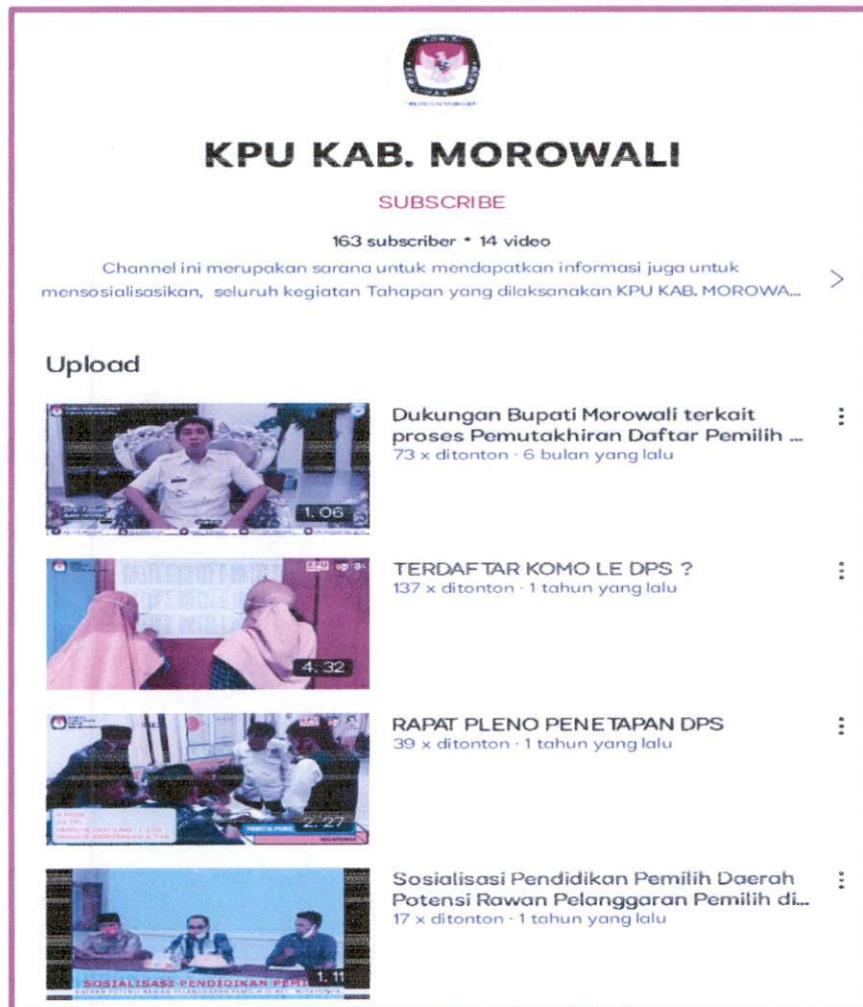 KPU KAB. MOROWALI
SUBSCRIBE
163 subscriber • 14 video
Channel ini merupakan sarana untuk mendapatkan informasi juga untuk
mensosialisasikan, seluruh kegiatan Tahapan yang dilaksanakan KPU KAB. MOROWA...
Upload
Dukungan Bupati Morowali terkait
proses Pemutakhiran Daftar Pemilih ...
73 x ditonton · 6 bulan yang lalu
1. 06
TERDAFTAR KOMO LE DPS ?
137 x ditonton · 1 tahun yang lalu
KPU
4. 32
RAPAT PLENO PENETAPAN DPS
39 x ditonton · 1 tahun yang lalu
2. 27
Sosialisasi Pendidikan Pemilih Daerah
Potensi Rawan Pelanggaran Pemilih di...
17 x ditonton · 1 tahun yang lalu
1. 11
SOSIALISASI PENDIDIKAN PEMI